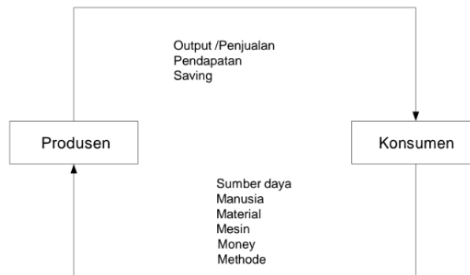 Output /Penjualan
Pendapatan
Saving
Produsen
Konsumen
Sumber daya
Manusia
Material
Mesin
Money
Methode